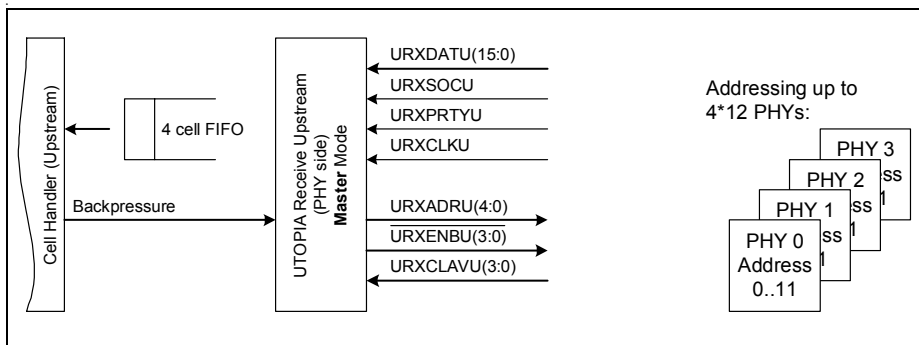 Cell Handler (Upstream)
4 cell FIFO
Backpressure
UTOPIA Receive Upstream
(PHY side)
Master Mode
URXDATU(15:0)
URXSOCU
URXPRTYU
URXCLKU
URXADRU(4:0)
URXENBU(3:0)
URXCLAVU(3:0)
Addressing up to
4*12 PHYs:
PHY 3
PHY 2
PHY 1
PHY 0
Address
0..11